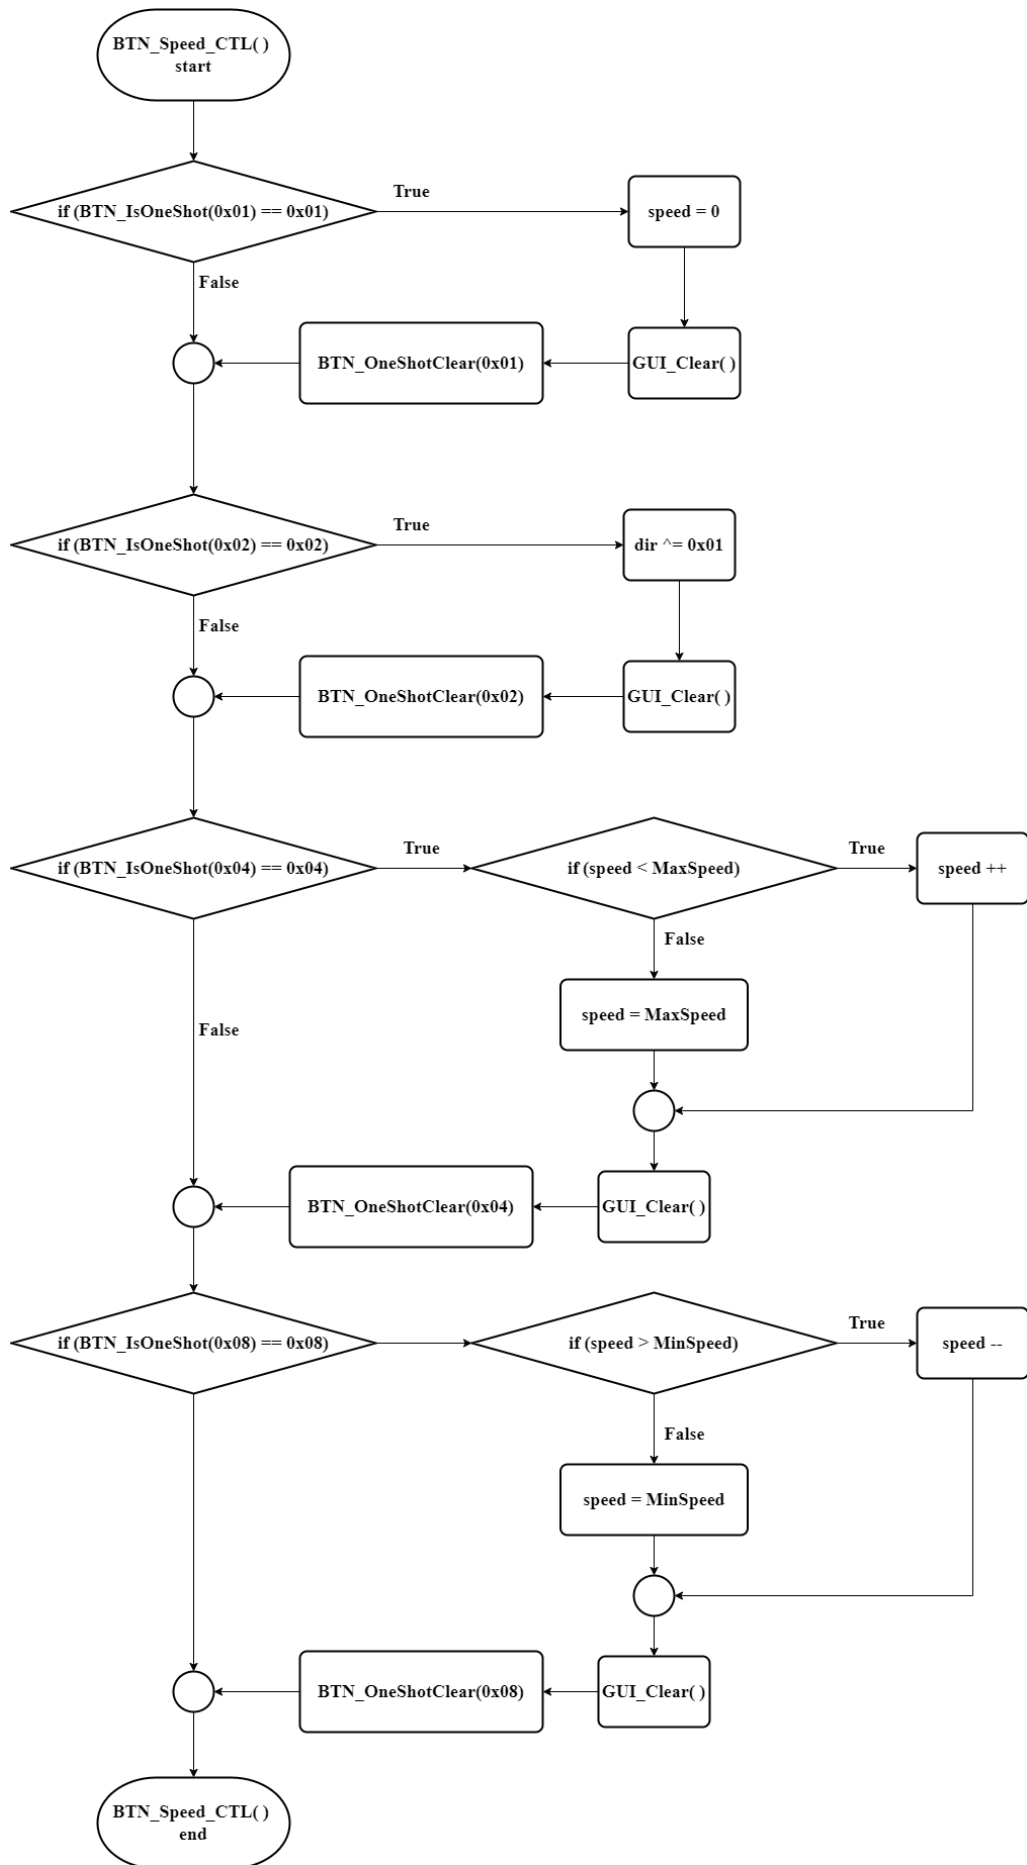 BTN_Speed_CTL( )
start
if (BTN_IsOneShot(0x01) == 0x01)
True
speed = 0
False
BTN_OneShotClear(0x01)
GUI_Clear( )
if (BTN_IsOneShot(0x02) == 0x02)
True
dir ^= 0x01
False
BTN_OneShotClear(0x02)
GUI_Clear( )
if (BTN_IsOneShot(0x04) == 0x04)
True
if (speed < MaxSpeed)
True
speed ++
False
speed = MaxSpeed
False
BTN_OneShotClear(0x04)
GUI_Clear( )
if (BTN_IsOneShot(0x08) == 0x08)
if (speed > MinSpeed)
True
speed --
False
speed = MinSpeed
BTN_OneShotClear(0x08)
GUI_Clear( )
BTN_Speed_CTL( )
end